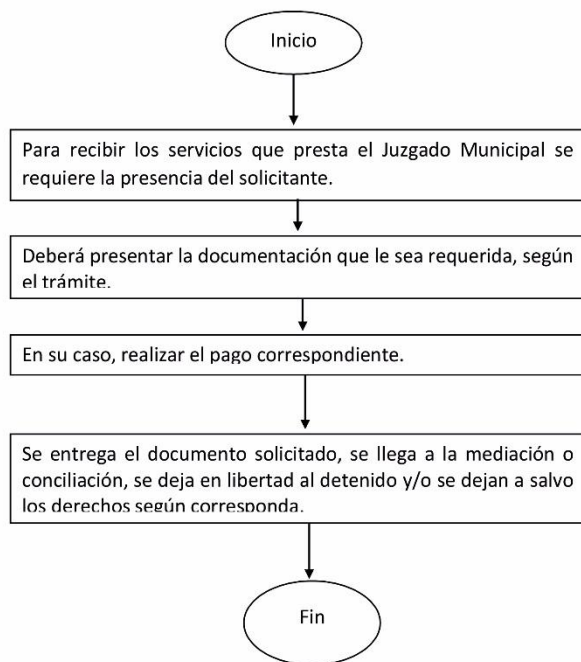 Inicio
Para recibir los servicios que presta el Juzgado Municipal se
requiere la presencia del solicitante.
Deberá presentar la documentación que le sea requerida, según
el trámite.
En su caso, realizar el pago correspondiente.
Se entrega el documento solicitado, se llega a la mediación o
conciliación, se deja en libertad al detenido y/o se dejan a salvo
los derechos según corresponda.
Fin